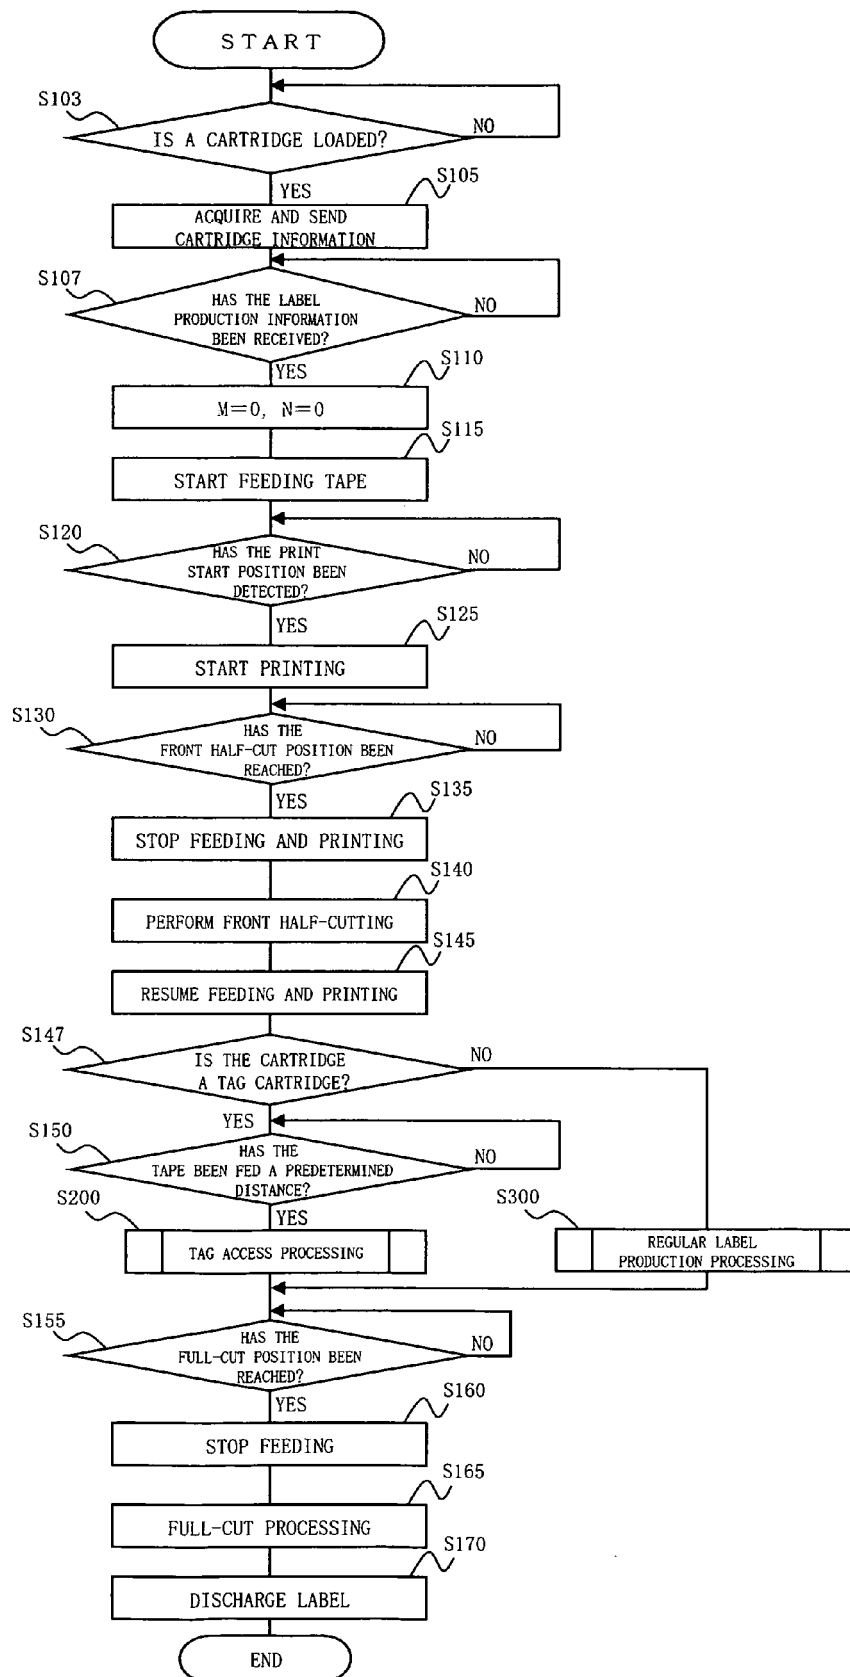 START
S103
IS A CARTRIDGE LOADED?
NO
YES
S105
ACQUIRE AND SEND
CARTRIDGE INFORMATION
S107
HAS THE LABEL
PRODUCTION INFORMATION
BEEN RECEIVED?
NO
YES
S110
M=0, N=0
S115
START FEEDING TAPE
S120
HAS THE PRINT
START POSITION BEEN
DETECTED?
NO
YES
S125
START PRINTING
S130
HAS THE
FRONT HALF-CUT POSITION BEEN
REACHED?
NO
YES
S135
STOP FEEDING AND PRINTING
S140
PERFORM FRONT HALF-CUTTING
S145
RESUME FEEDING AND PRINTING
S147
IS THE CARTRIDGE
A TAG CARTRIDGE?
NO
YES
S150
HAS THE
TAPE BEEN FED A PREDETERMINED
DISTANCE?
NO
YES
S200
TAG ACCESS PROCESSING
S300
REGULAR LABEL
PRODUCTION PROCESSING
S155
HAS THE
FULL-CUT POSITION BEEN
REACHED?
NO
YES
S160
STOP FEEDING
S165
FULL-CUT PROCESSING
S170
DISCHARGE LABEL
END